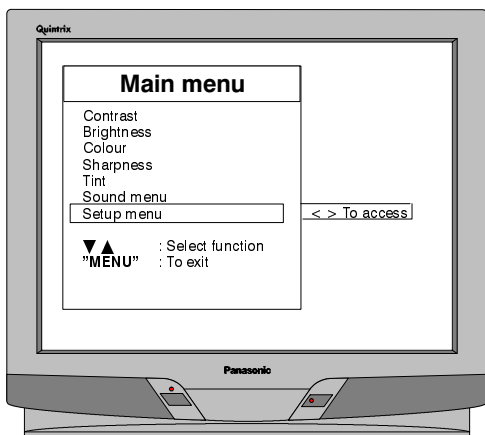 Quintrix
Main menu
Contrast
Brightness
Colour
Sharpness
Tint
Sound menu
Setup menu
< > To access
▼ ▲ : Select function
"MENU" : To exit
Panasonic